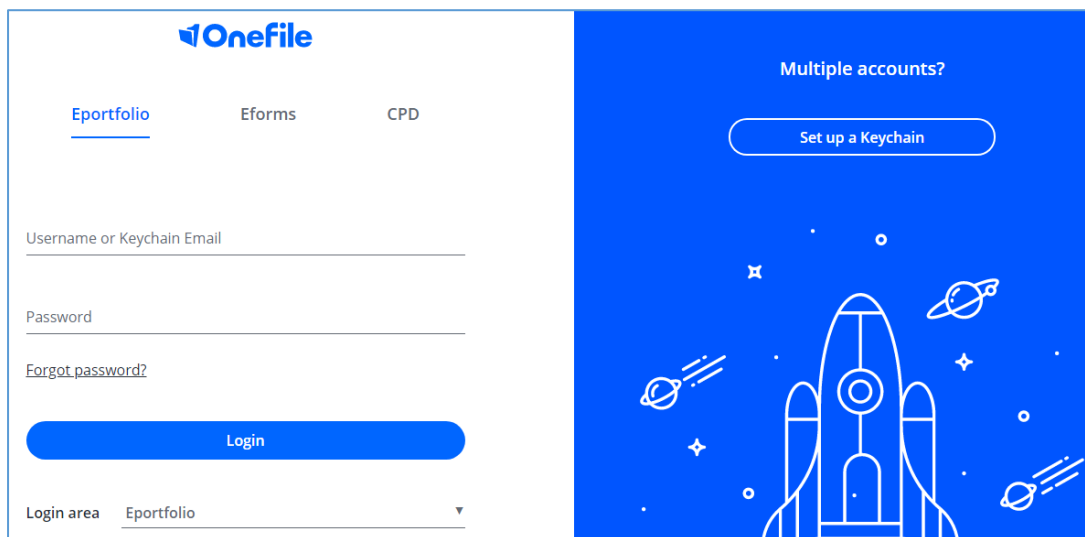 Onefile
Eportfolio Eforms CPD
Username or Keychain Email
Password
Forgot password?
Login
Login area Eportfolio
Multiple accounts?
Set up a Keychain